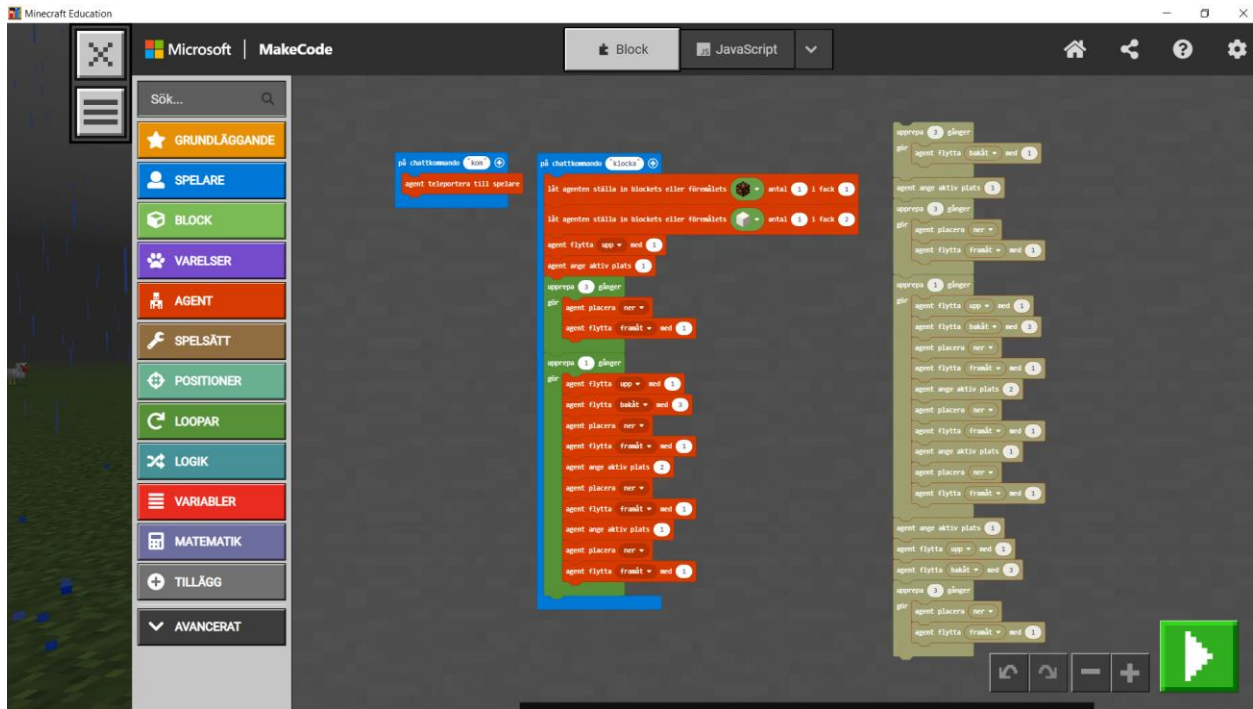 Minecraft Education
Microsoft | MakeCode
Block
JavaScript
Sök...
GRUNDLÄGGANDE
SPELARE
BLOCK
VARELSER
AGENT
SPELSÄTT
POSITIONER
LOOPAR
LOGIK
VARIABLER
MATEMATIK
TILLÄGG
AVANCERAT
på chattkommando "kom"
agent teleportera till spelare
på chattkommando "klocka"
låt agenten ställa in blockets eller föremålets antal 1 i fack 1
låt agenten ställa in blockets eller föremålets antal 1 i fack 2
agent flytta upp med 1
agent ange aktiv plats 1
upprepa 3 gånger
gör
agent placera ner
agent flytta framåt med 1
upprepa 1 gånger
gör
agent flytta upp med 1
agent flytta bakåt med 3
agent placera ner
agent flytta framåt med 1
agent ange aktiv plats 2
agent placera ner
agent flytta framåt med 1
agent ange aktiv plats 1
agent placera ner
agent flytta framåt med 1
upprepa 3 gånger
gör
agent flytta bakåt med 1
agent ange aktiv plats 1
upprepa 3 gånger
gör
agent placera ner
agent flytta framåt med 1
upprepa 1 gånger
gör
agent flytta upp med 1
agent flytta bakåt med 3
agent placera ner
agent flytta framåt med 1
agent ange aktiv plats 2
agent placera ner
agent flytta framåt med 1
agent ange aktiv plats 1
agent placera ner
agent flytta framåt med 1
agent ange aktiv plats 1
agent flytta upp med 1
agent flytta bakåt med 3
upprepa 3 gånger
gör
agent placera ner
agent flytta framåt med 1